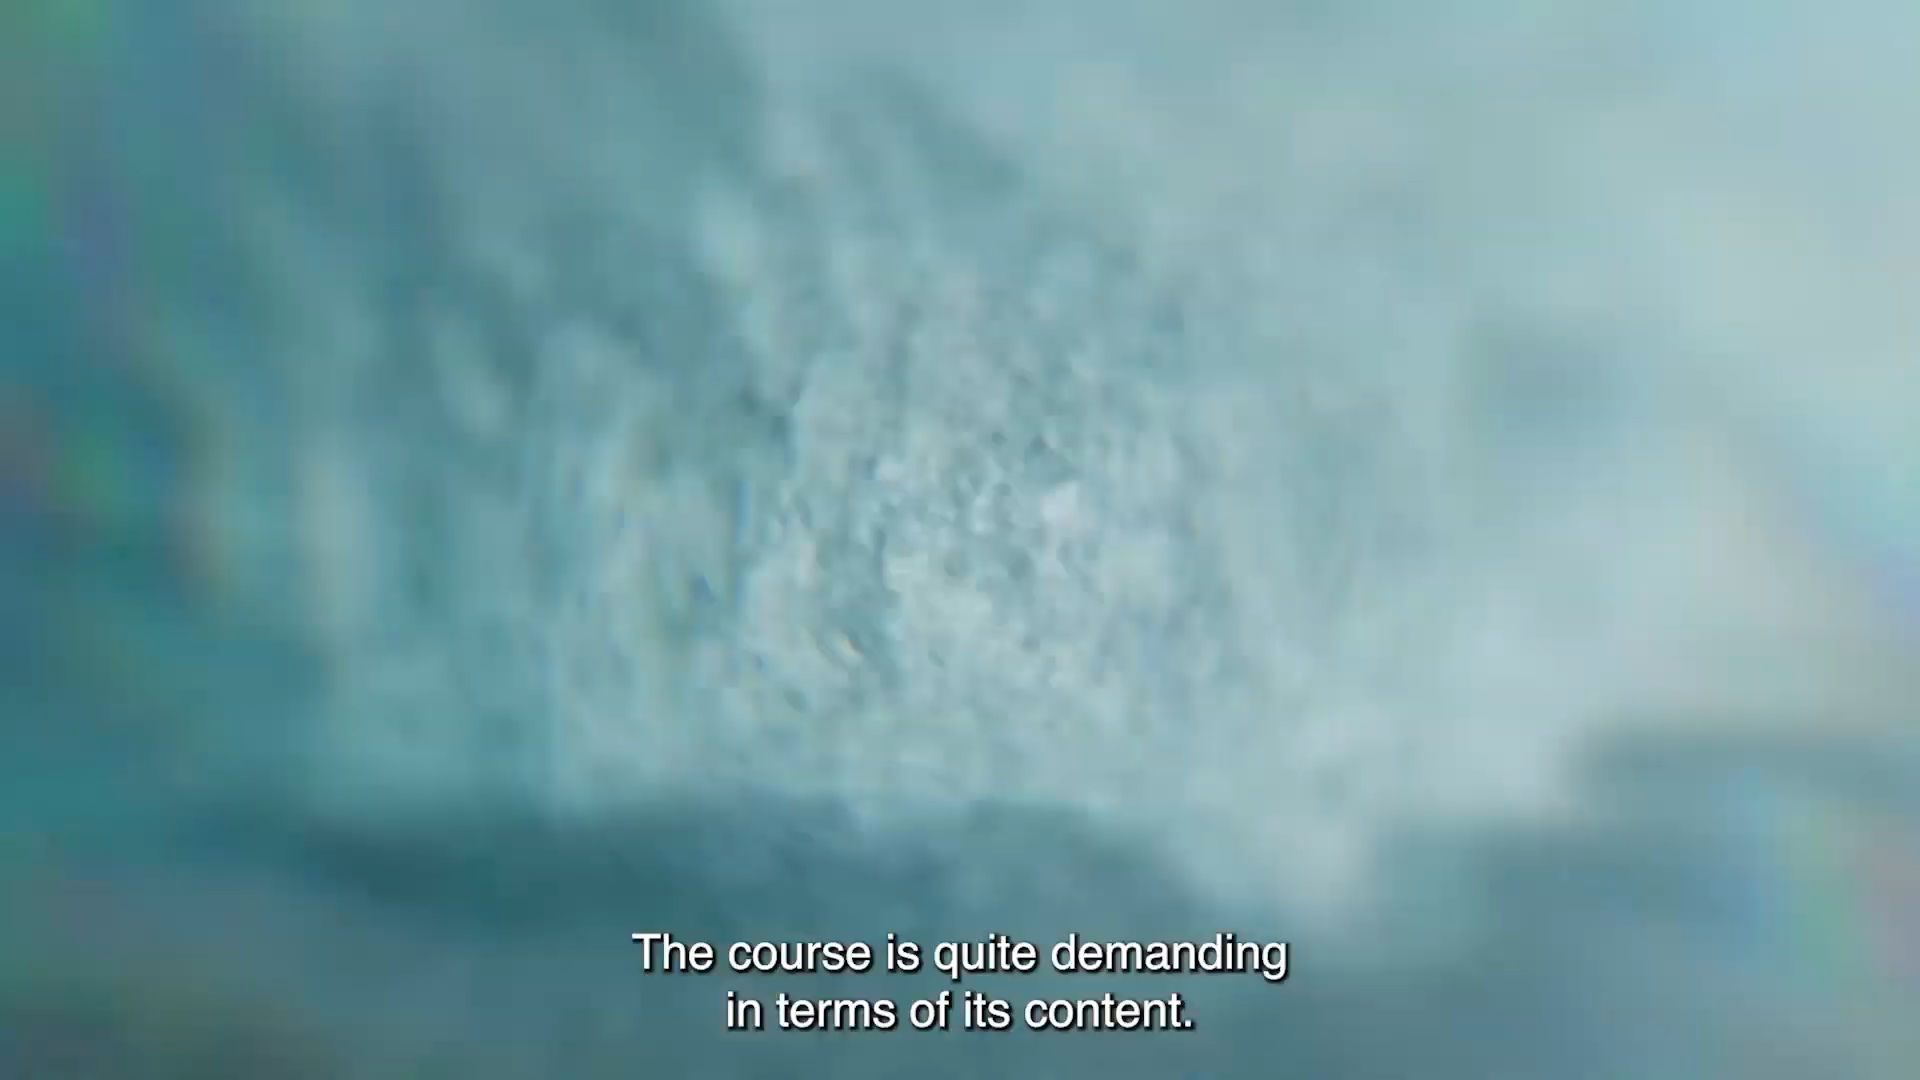 The course is quite demanding
in terms of its content.